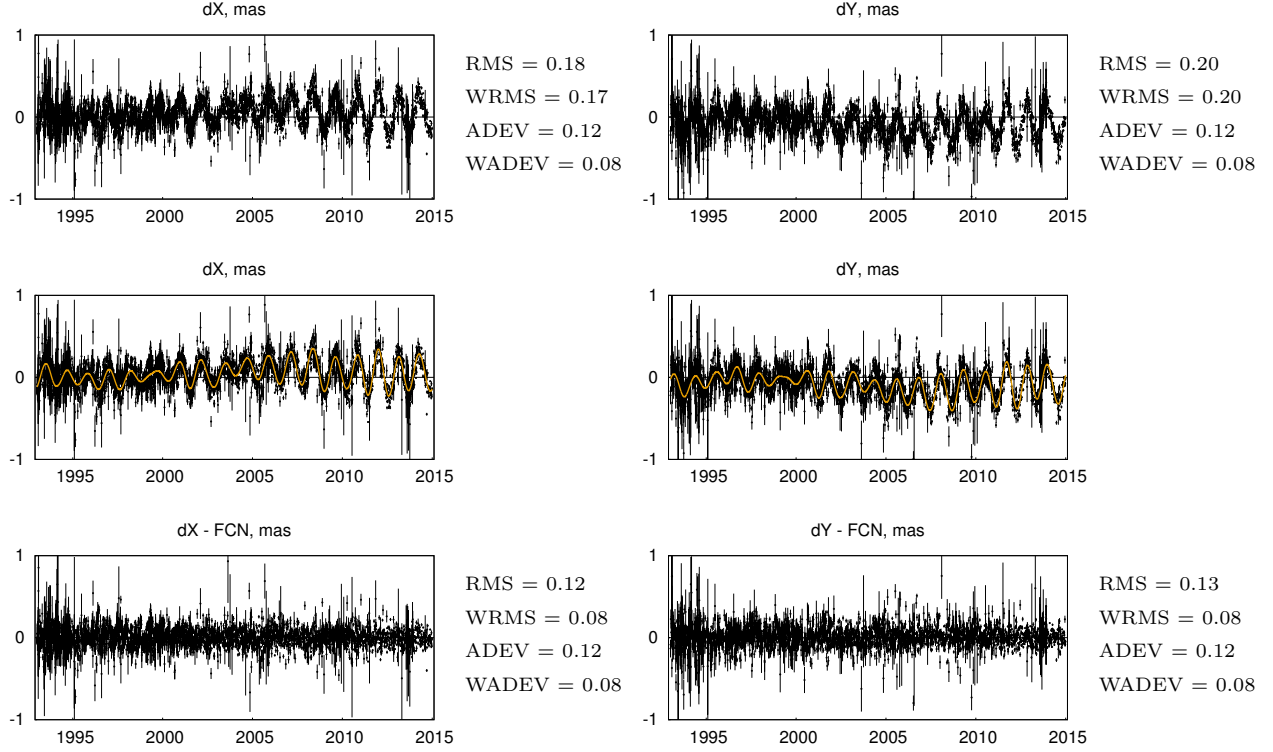 dX, mas
1
0
-1
1995 2000 2005 2010 2015
RMS = 0.18
WRMS = 0.17
ADEV = 0.12
WADEV = 0.08
dY, mas
1
0
-1
1995 2000 2005 2010 2015
RMS = 0.20
WRMS = 0.20
ADEV = 0.12
WADEV = 0.08
dX, mas
1
0
-1
1995 2000 2005 2010 2015
dY, mas
1
0
-1
1995 2000 2005 2010 2015
dX - FCN, mas
1
0
-1
1995 2000 2005 2010 2015
RMS = 0.12
WRMS = 0.08
ADEV = 0.12
WADEV = 0.08
dY - FCN, mas
1
0
-1
1995 2000 2005 2010 2015
RMS = 0.13
WRMS = 0.08
ADEV = 0.12
WADEV = 0.08